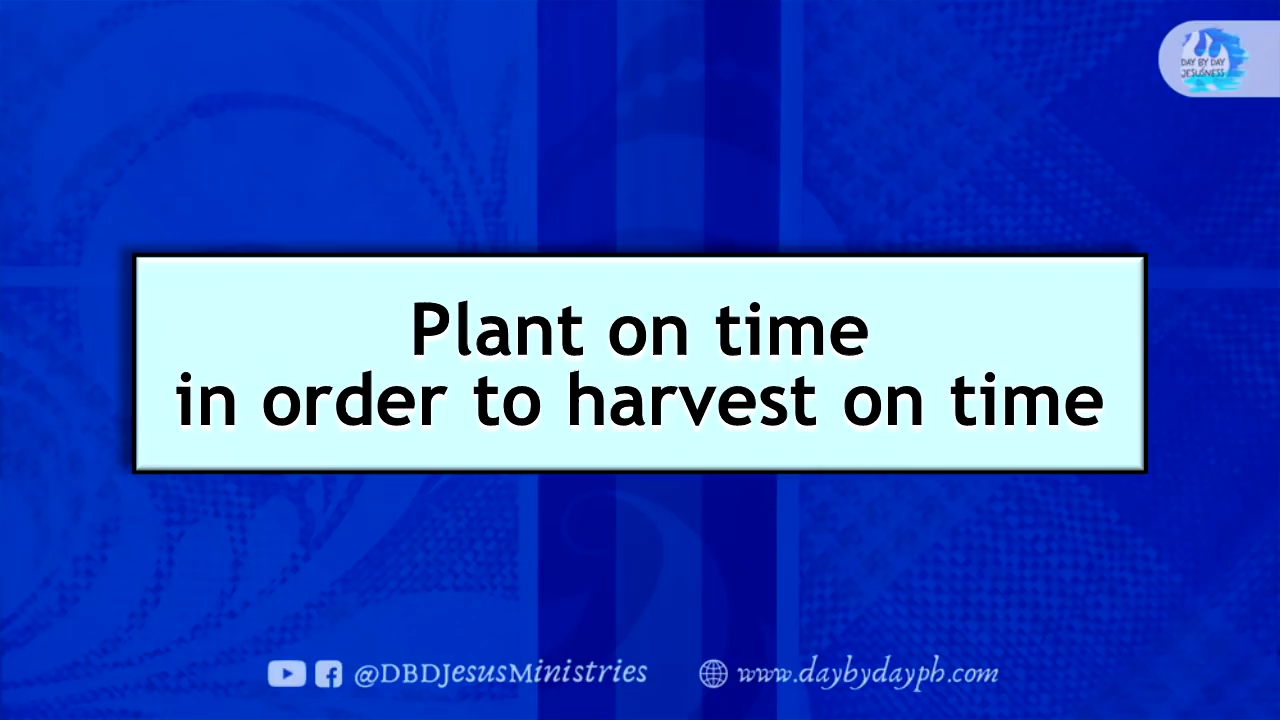 DAY BY DAY
JESUSNESS
Plant on time
in order to harvest on time
@DBDJesusMinistries
www.daybydayph.com